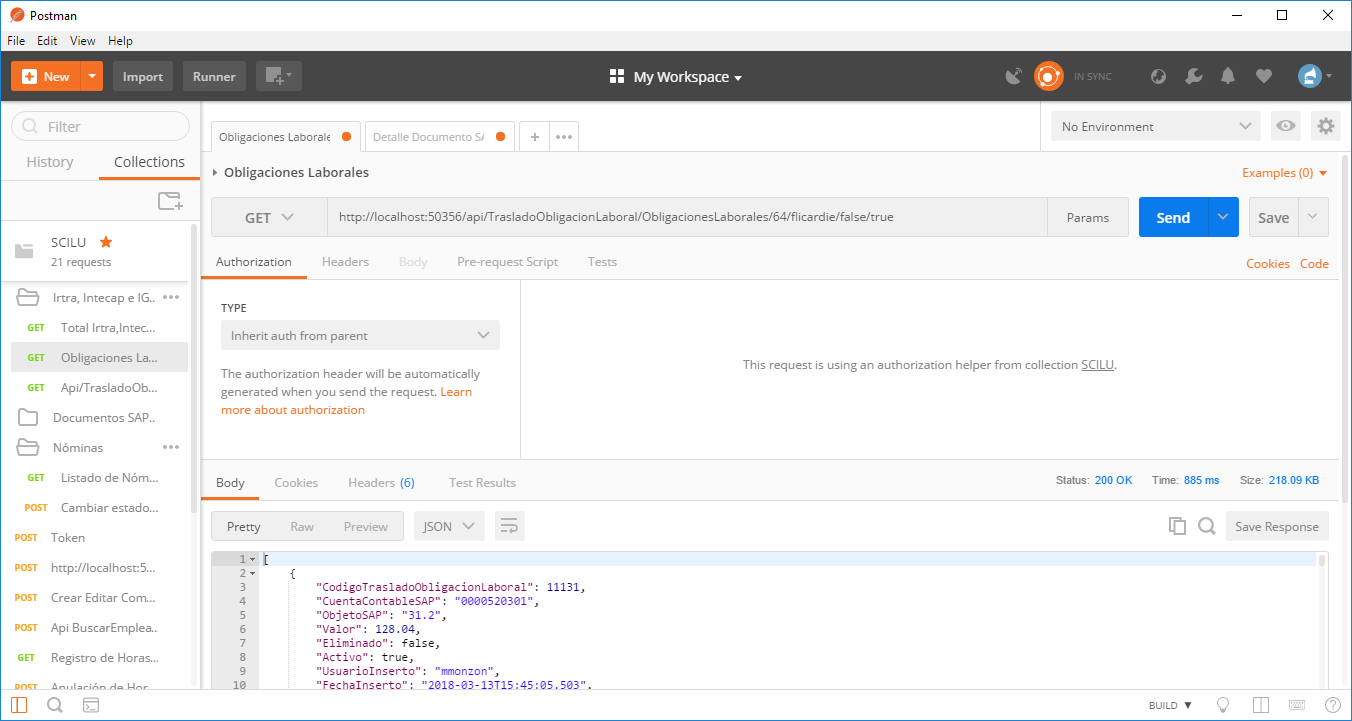 Postman
File Edit View Help
New Import Runner My Workspace IN SYNC
Filter
History Collections
SCILU
21 requests
Irtra, Intecap e IG..
GET Total Irtra,Intec...
GET Obligaciones La...
GET Api/TrasladoOb...
Documentos SAP..
Nóminas
GET Listado de Nóm...
POST Cambiar estado...
POST Token
POST http://localhost:5...
POST Crear Editar Com...
POST Api BuscarEmplea..
GET Registro de Horas...
POST Anulación de Hor
Obligaciones Laborale Detalle Documento SA + •••
No Environment
Obligaciones Laborales
Examples (0)
GET http://localhost:50356/api/TrasladoObligacionLaboral/ObligacionesLaborales/64/flicardie/false/true Params Send Save
Authorization Headers Body Pre-request Script Tests Cookies Code
TYPE
Inherit auth from parent
The authorization header will be automatically
generated when you send the request. Learn
more about authorization
This request is using an authorization helper from collection SCILU.
Body Cookies Headers (6) Test Results Status: 200 OK Time: 885 ms Size: 218.09 KB
Pretty Raw Preview JSON Save Response
1 [
2 {
3 "CodigoTrasladoObligacionLaboral": 11131,
4 "CuentaContableSAP": "0000520301",
5 "ObjetoSAP": "31.2",
6 "Valor": 128.04,
7 "Eliminado": false,
8 "Activo": true,
9 "UsuarioInserto": "mmonzon",
10 "FechaInserto": "2018-03-13T15:45:05.503",
BUILD